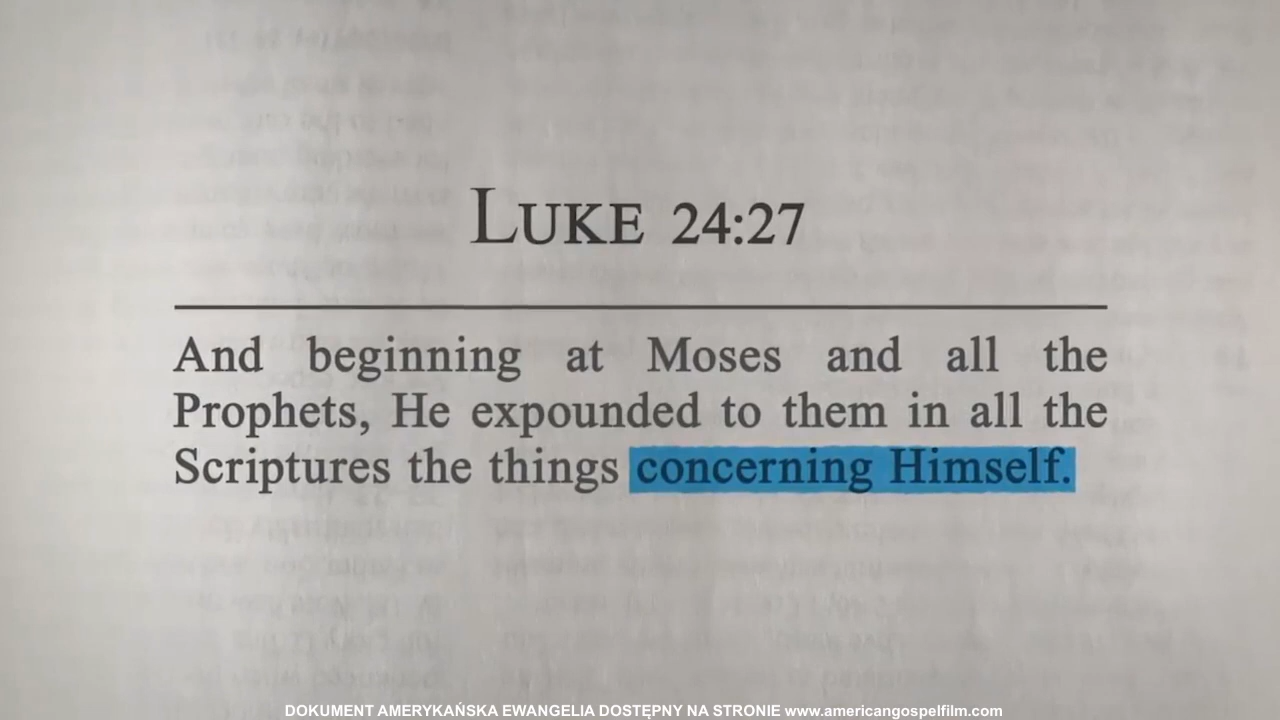 LUKE 24:27
And beginning at Moses and all the
Prophets, He expounded to them in all the
Scriptures the things concerning Himself.
DOKUMENT AMERYKAŃSKA EWANGELIA DOSTĘPNY NA STRONIE www.americangospelfilm.com